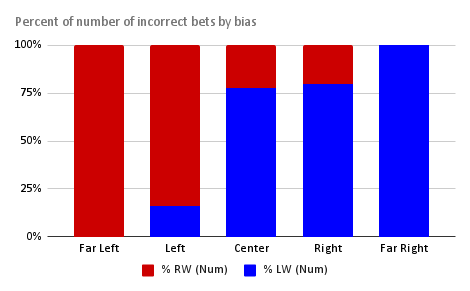 Percent of number of incorrect bets by bias
100%
75%
50%
25%
0%
Far Left Left Center Right Far Right
% RW (Num) % LW (Num)